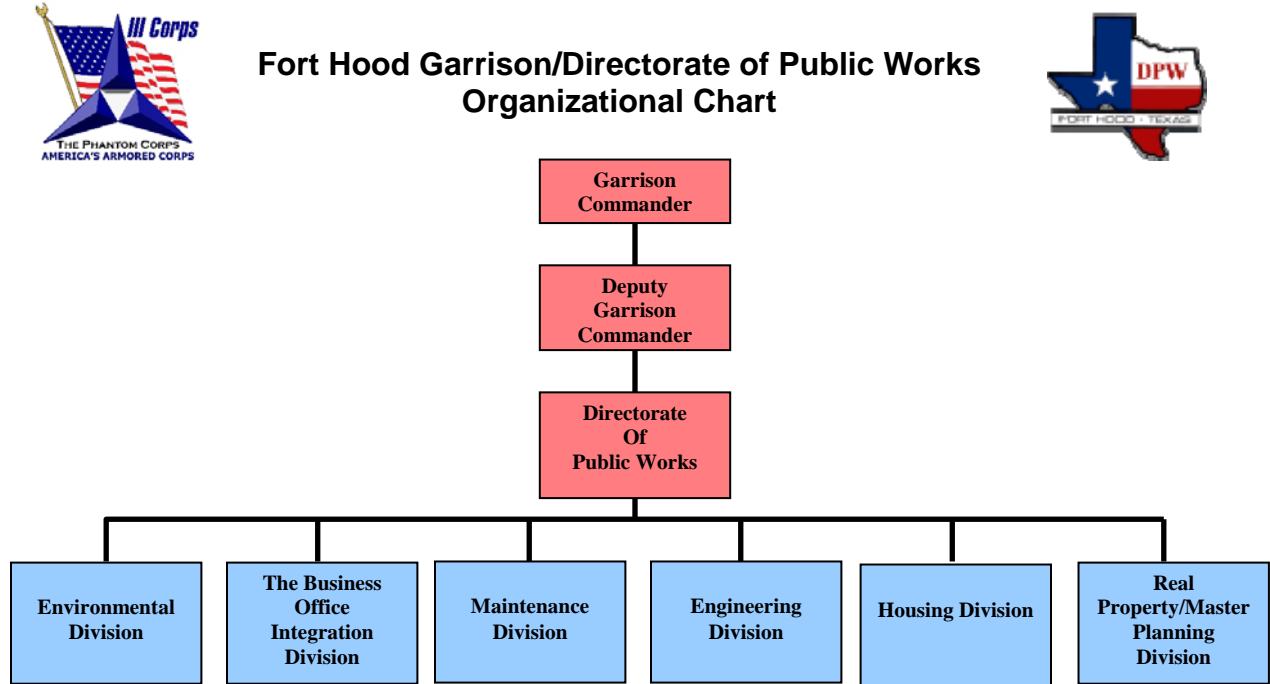 III Corps
THE PHANTOM CORPS
AMERICA'S ARMORED CORPS
Fort Hood Garrison/Directorate of Public Works
Organizational Chart
DPW
FORT HOOD - TEXAS
Garrison
Commander
Deputy
Garrison
Commander
Directorate
Of
Public Works
Environmental
Division
The Business
Office
Integration
Division
Maintenance
Division
Engineering
Division
Housing Division
Real
Property/Master
Planning
Division